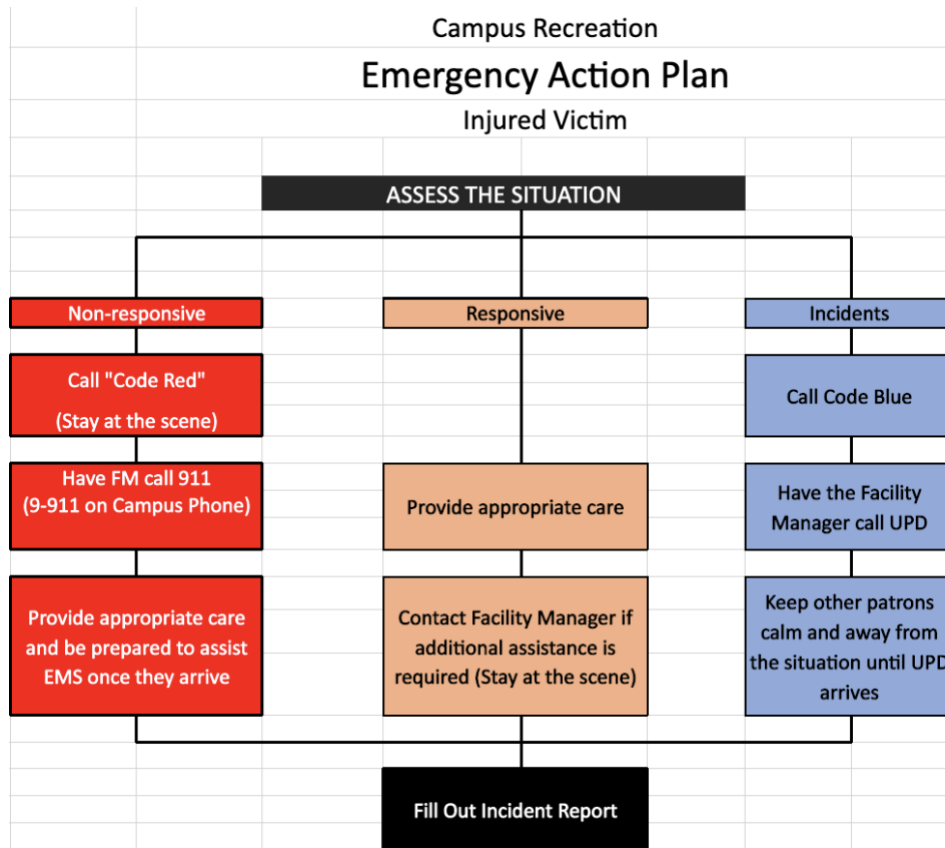 Campus Recreation
Emergency Action Plan
Injured Victim
ASSESS THE SITUATION
Non-responsive
Call "Code Red"
(Stay at the scene)
Have FM call 911
(9-911 on Campus Phone)
Provide appropriate care
and be prepared to assist
EMS once they arrive
Responsive
Provide appropriate care
Contact Facility Manager if
additional assistance is
required (Stay at the scene)
Incidents
Call Code Blue
Have the Facility
Manager call UPD
Keep other patrons
calm and away from
the situation until UPD
arrives
Fill Out Incident Report